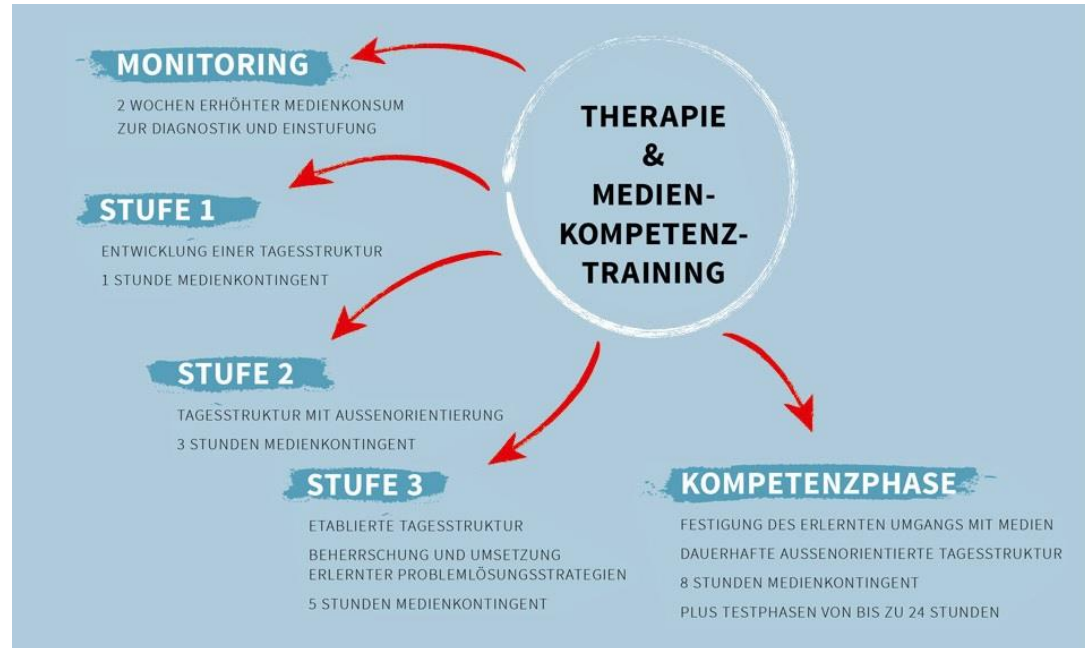 THERAPIE
&
MEDIEN-
KOMPETENZ-
TRAINING
MONITORING
2 WOCHEN ERHÖHTER MEDIENKONSUM
ZUR DIAGNOSTIK UND EINSTUFUNG
STUFE 1
ENTWICKLUNG EINER TAGESSTRUKTUR
1 STUNDE MEDIENKONTINGENT
STUFE 2
TAGESSTRUKTUR MIT AUSSENORIENTIERUNG
3 STUNDEN MEDIENKONTINGENT
STUFE 3
ETABLIERTE TAGESSTRUKTUR
BEHERRSCHUNG UND UMSETZUNG
ERLERNTER PROBLEMLÖSUNGSSTRATEGIEN
5 STUNDEN MEDIENKONTINGENT
KOMPETENZPHASE
FESTIGUNG DES ERLERNTEN UMGANGS MIT MEDIEN
DAUERHAFTE AUSSENORIENTIERTE TAGESSTRUKTUR
8 STUNDEN MEDIENKONTINGENT
PLUS TESTPHASEN VON BIS ZU 24 STUNDEN